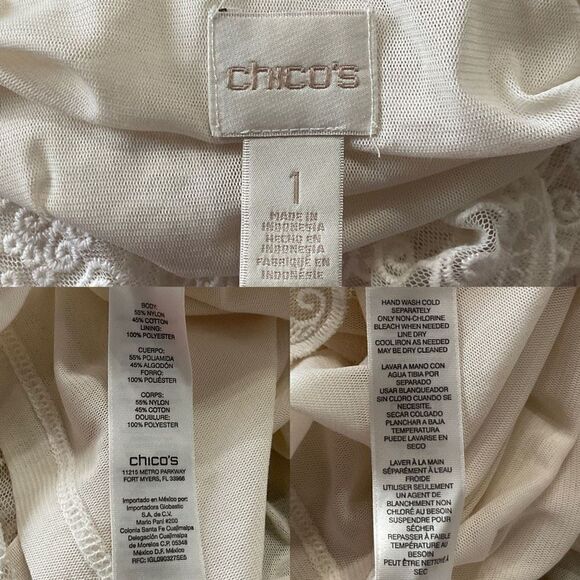 chico's
1
MADE IN
INDONESIA
HECHO EN
INDONESIA
FABRIQUÉ EN
INDONÉSIE
BODY:
55% NYLON
45% COTTON
LINING:
100% POLYESTER
CUERPO:
55% POLIAMIDA
45% ALGODÓN
FORRO:
100% POLIÉSTER
CORPS:
55% NYLON
45% COTON
DOUBLURE:
100% POLYESTER
chico's
11215 METRO PARKWAY
FORT MYERS, FL 33966
Importado en México por:
Importadora Globastic
S.A. de C.V.
Mario Pani #200
Colonia Santa Fe Cuajimalpa
Delegación Cuajimalpa
de Morelos C.P. 05348
México D.F. México
RFC: IGL0903275E5
HAND WASH COLD
SEPARATELY
ONLY NON-CHLORINE
BLEACH WHEN NEEDED
LINE DRY
COOL IRON AS NEEDED
MAY BE DRY CLEANED
LAVAR A MANO CON
AGUA TIBIA POR
SEPARADO
USAR BLANQUEADOR
SIN CLORO CUANDO SE
NECESITE.
SECAR COLGADO
PLANCHAR A BAJA
TEMPERATURA
PUEDE LAVARSE EN
SECO
LAVER À LA MAIN
SÉPARÉMENT À L'EAU
FROIDE
UTILISER SEULEMENT
UN AGENT DE
BLANCHIMENT NON
CHLORÉ AU BESOIN
SUSPENDRE POUR
SÉCHER
REPASSER À FAIBLE
TEMPÉRATURE AU
BESOIN
PEUT ÊTRE NETTOYÉ À
SEC